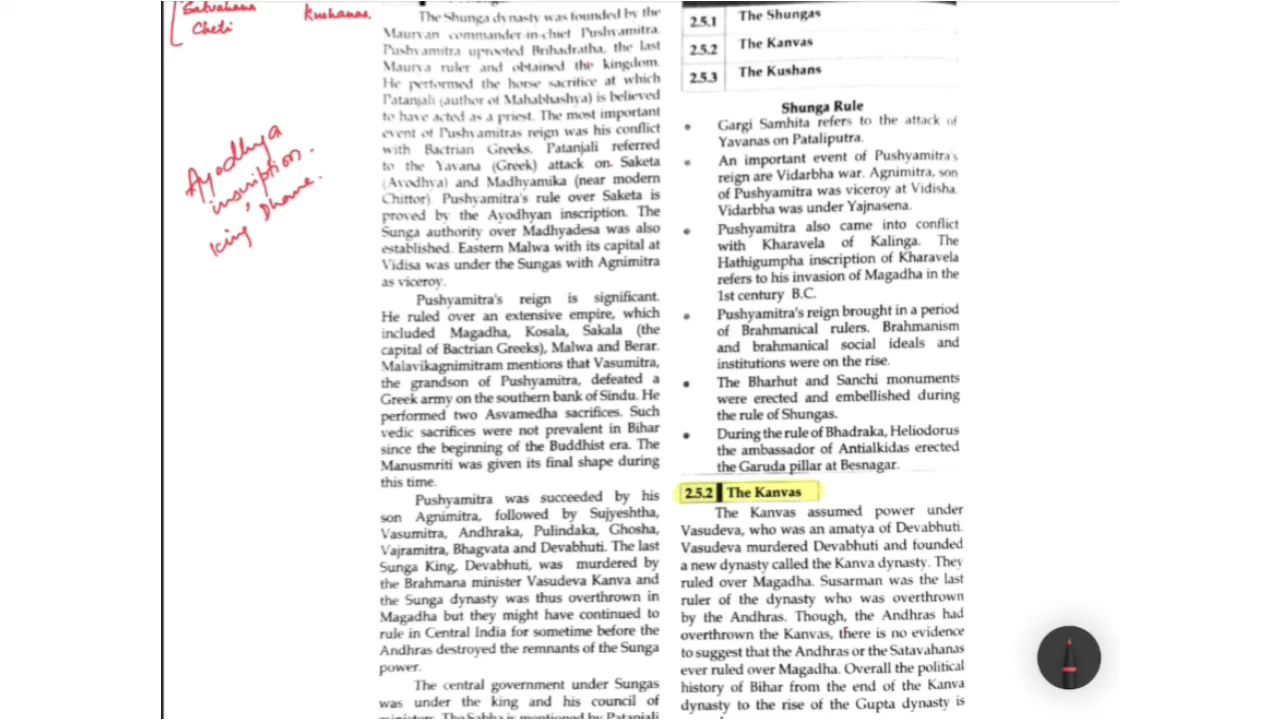 Satvahana
Cheti
Kushanas.
Ayodhya
inscription.
king Dhane.
The Shunga dynasty was founded by the
Mauryan commander-in-chief Pushyamitra.
Pushyamitra uprooted Brihadratha, the last
Maurya ruler and obtained the kingdom.
He performed the horse sacrifice at which
Patanjali (author of Mahabhashya) is believed
to have acted as a priest. The most important
event of Pushyamitras reign was his conflict
with Bactrian Greeks. Patanjali referred
to the Yavana (Greek) attack on Saketa
(Ayodhya) and Madhyamika (near modern
Chittor). Pushyamitra's rule over Saketa is
proved by the Ayodhyan inscription. The
Sunga authority over Madhyadesa was also
established. Eastern Malwa with its capital at
Vidisa was under the Sungas with Agnimitra
as viceroy.
Pushyamitra's reign is significant.
He ruled over an extensive empire, which
included Magadha, Kosala, Sakala (the
capital of Bactrian Greeks), Malwa and Berar.
Malavikagnimitram mentions that Vasumitra,
the grandson of Pushyamitra, defeated a
Greek army on the southern bank of Sindu. He
performed two Asvamedha sacrifices. Such
vedic sacrifices were not prevalent in Bihar
since the beginning of the Buddhist era. The
Manusmriti was given its final shape during
this time.
Pushyamitra was succeeded by his
son Agnimitra, followed by Sujyeshtha,
Vasumitra, Andhraka, Pulindaka, Ghosha,
Vajramitra, Bhagvata and Devabhuti. The last
Sunga King, Devabhuti, was murdered by
the Brahmana minister Vasudeva Kanva and
the Sunga dynasty was thus overthrown in
Magadha but they might have continued to
rule in Central India for sometime before the
Andhras destroyed the remnants of the Sunga
power.
The central government under Sungas
was under the king and his council of
ministers. The Sabha is mentioned by Patanjali
2.5.1 The Shungas
2.5.2 The Kanvas
2.5.3 The Kushans
Shunga Rule
• Gargi Samhita refers to the attack of
Yavanas on Pataliputra.
• An important event of Pushyamitra's
reign are Vidarbha war. Agnimitra, son
of Pushyamitra was viceroy at Vidisha.
Vidarbha was under Yajnasena.
• Pushyamitra also came into conflict
with Kharavela of Kalinga. The
Hathigumpha inscription of Kharavela
refers to his invasion of Magadha in the
1st century B.C.
• Pushyamitra's reign brought in a period
of Brahmanical rulers. Brahmanism
and brahmanical social ideals and
institutions were on the rise.
• The Bharhut and Sanchi monuments
were erected and embellished during
the rule of Shungas.
• During the rule of Bhadraka, Heliodorus
the ambassador of Antialkidas erected
the Garuda pillar at Besnagar.
2.5.2 The Kanvas
The Kanvas assumed power under
Vasudeva, who was an amatya of Devabhuti.
Vasudeva murdered Devabhuti and founded
a new dynasty called the Kanva dynasty. They
ruled over Magadha. Susarman was the last
ruler of the dynasty who was overthrown
by the Andhras. Though, the Andhras had
overthrown the Kanvas, there is no evidence
to suggest that the Andhras or the Satavahanas
ever ruled over Magadha. Overall the political
history of Bihar from the end of the Kanva
dynasty to the rise of the Gupta dynasty is